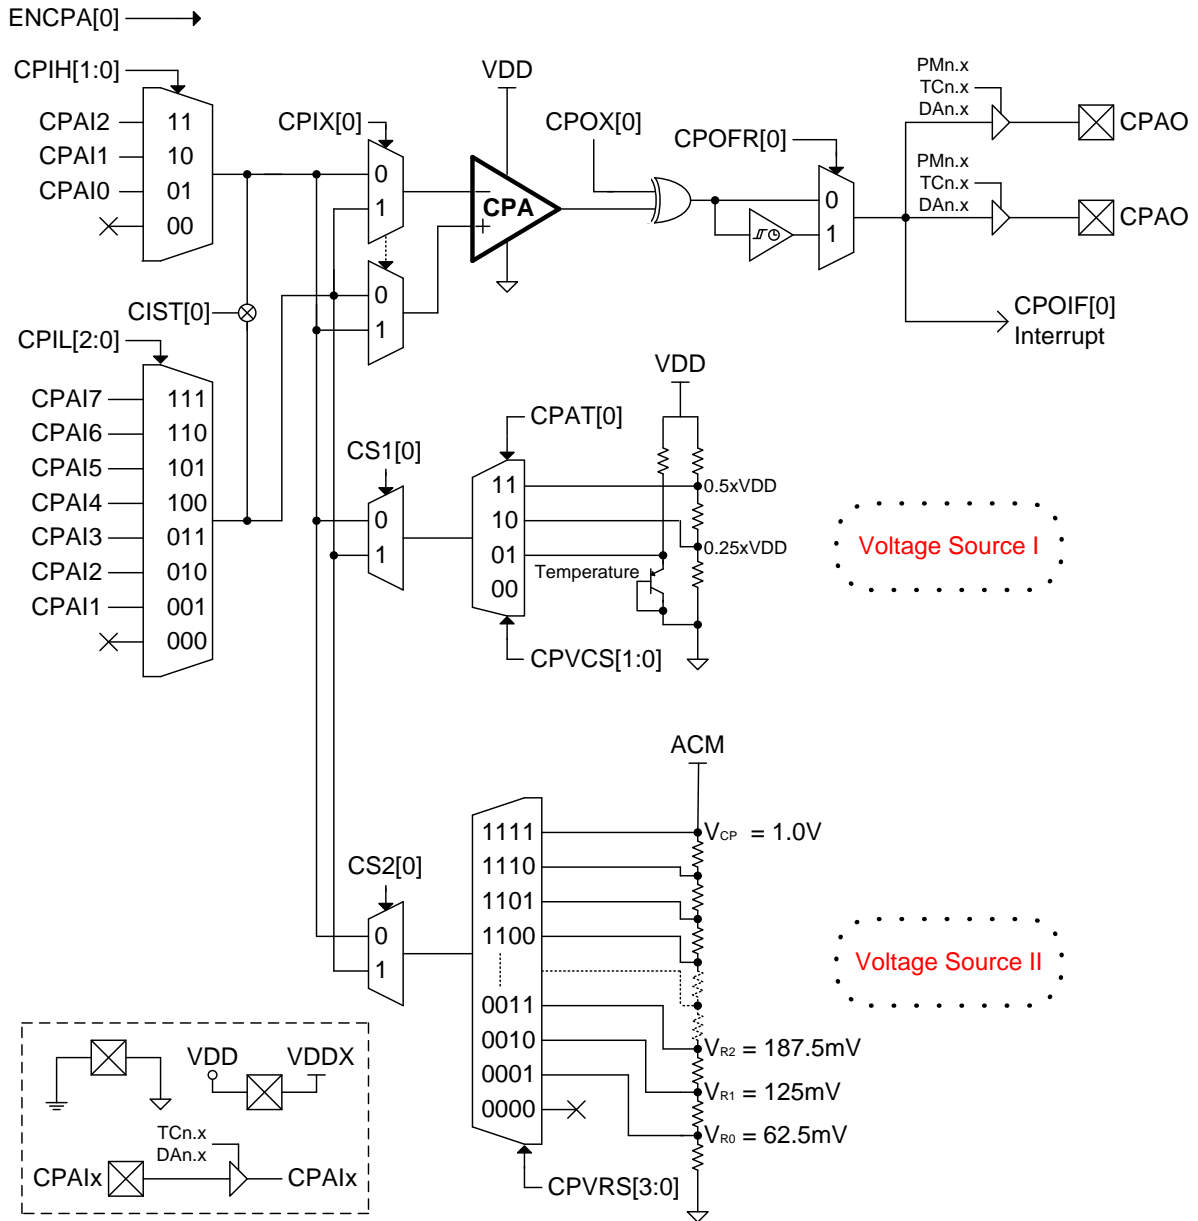 ENCPA[0]
CPIH[1:0]
CPAI2 11
CPAI1 10
CPAI0 01
00
CPIX[0]
0
1
0
1
VDD
CPA
CPOX[0]
CPOFR[0]
0
1
PMn.x
TCn.x
DAn.x
CPAO
PMn.x
TCn.x
DAn.x
CPAO
CPOIF[0]
Interrupt
CIST[0]
CPIL[2:0]
CPAI7 111
CPAI6 110
CPAI5 101
CPAI4 100
CPAI3 011
CPAI2 010
CPAI1 001
000
CS1[0]
0
1
CPAT[0]
11
10
01
00
CPVCS[1:0]
VDD
0.5xVDD
0.25xVDD
Temperature
Voltage Source I
CS2[0]
0
1
ACM
1111
1110
1101
1100
0011
0010
0001
0000
CPVRS[3:0]
VCP = 1.0V
VR2 = 187.5mV
VR1 = 125mV
VR0 = 62.5mV
Voltage Source II
VDD VDDX
TCn.x
DAn.x
CPAIx CPAIx